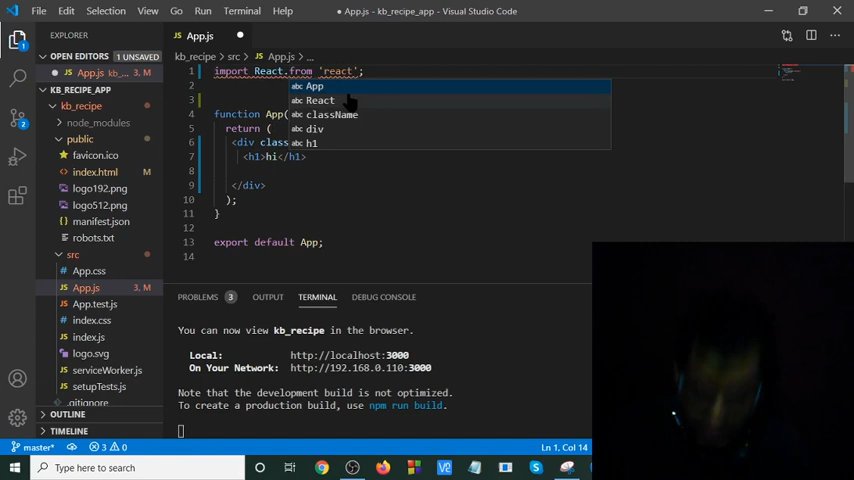 File Edit Selection View Go Run Terminal Help
● App.js - kb_recipe_app - Visual Studio Code
EXPLORER
OPEN EDITORS 1 UNSAVED
App.js kb_... 3, M
KB_RECIPE_APP
kb_recipe
node_modules
public
favicon.ico
index.html M
logo192.png
logo512.png
manifest.json
robots.txt
src
App.css
App.js 3, M
App.test.js
index.css
index.js
logo.svg
serviceWorker.js
setupTests.js
.gitignore
OUTLINE
TIMELINE
JS App.js ●
kb_recipe > src > JS App.js > ...
1 import React.from 'react';
2
3
4 function App(
5 return (
6 <div class
7 <h1>hi</h1>
8
9 </div>
10 );
11 }
12
13 export default App;
14
abc App
abc React
abc className
abc div
abc h1
PROBLEMS 3 OUTPUT TERMINAL DEBUG CONSOLE
You can now view kb_recipe in the browser.
Local: http://localhost:3000
On Your Network: http://192.168.0.110:3000
Note that the development build is not optimized.
To create a production build, use npm run build.
master* 3 0 Ln 1, Col 14
Type here to search